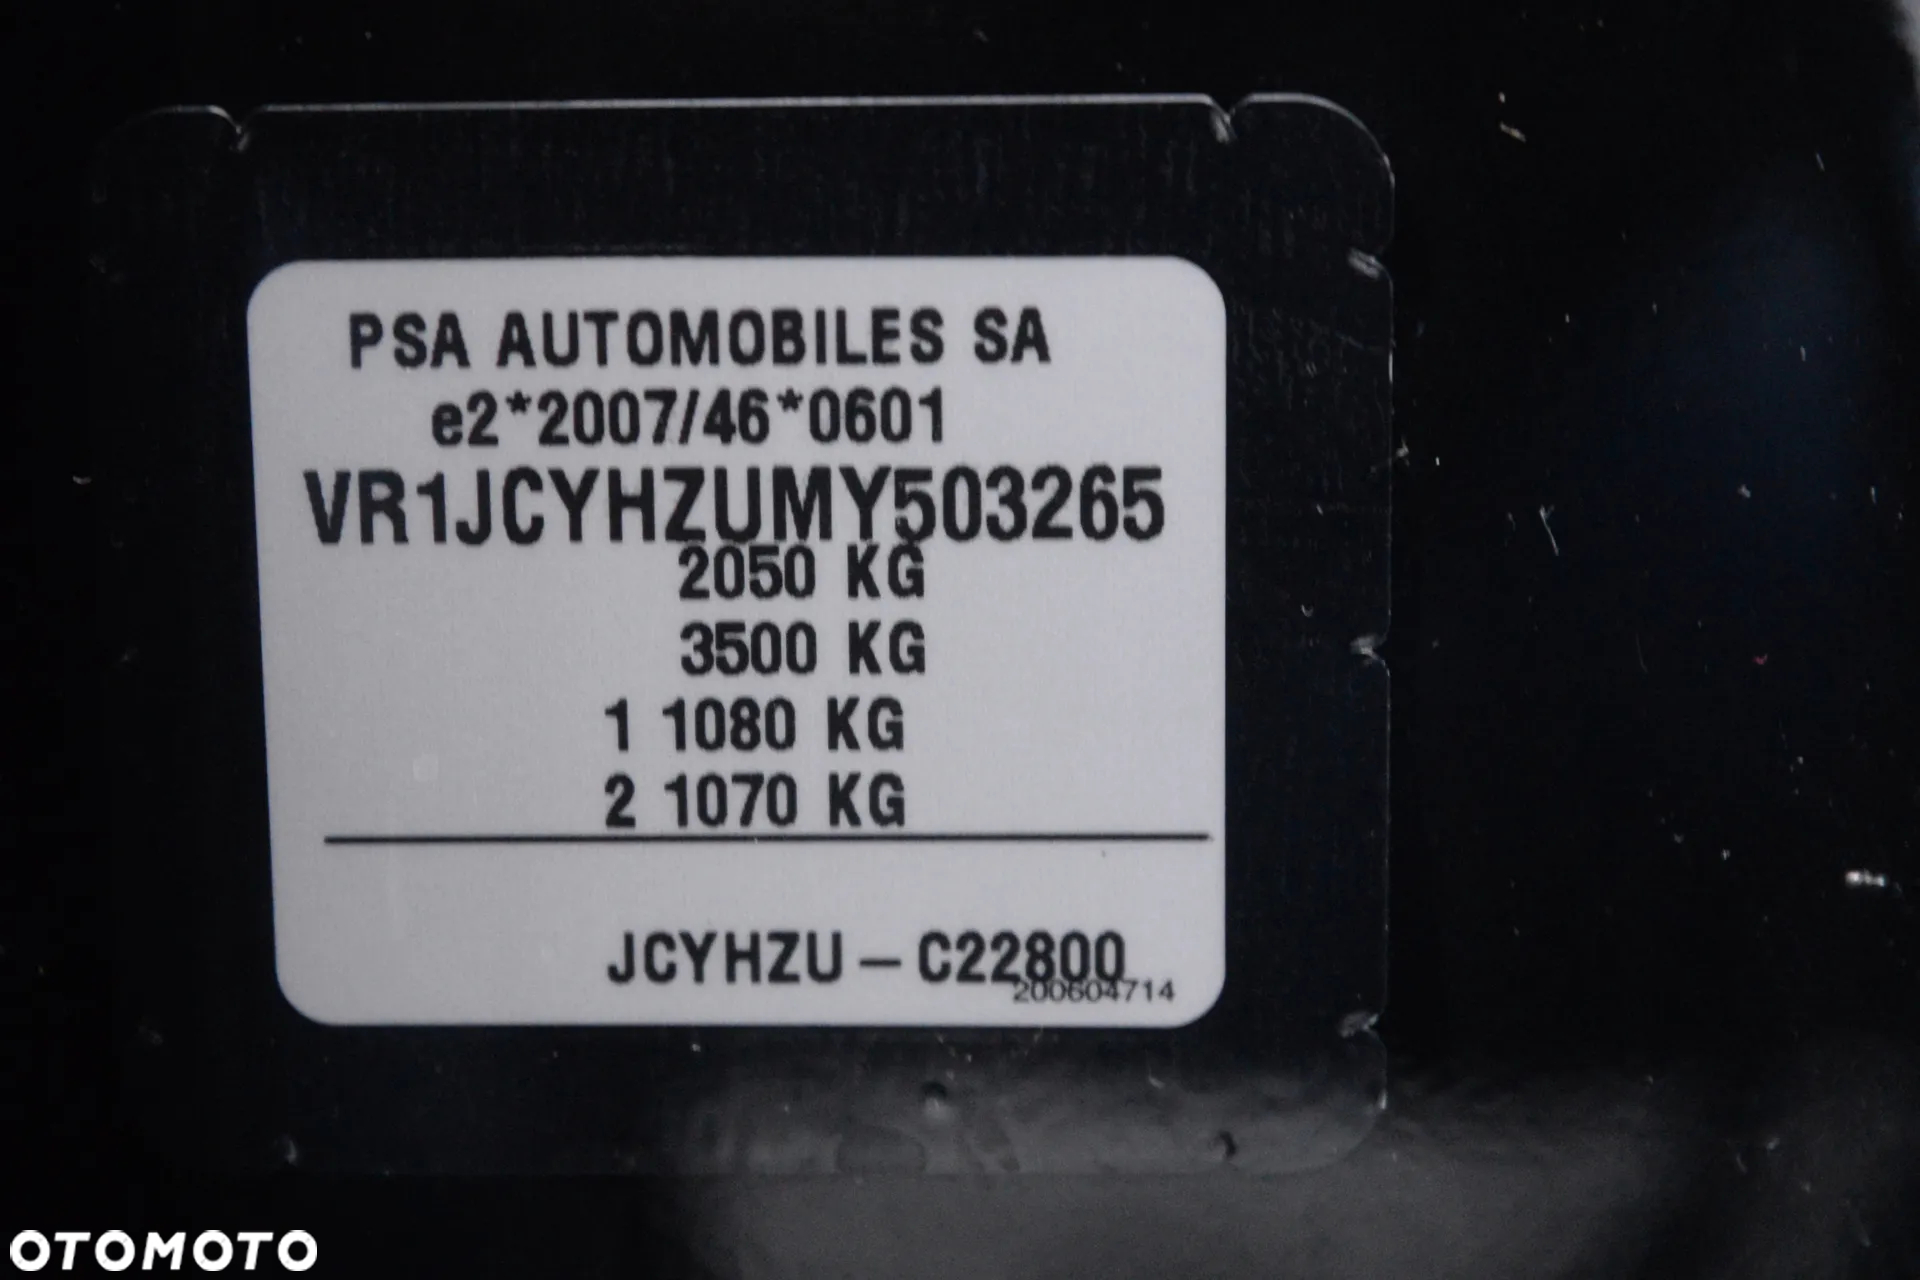 PSA AUTOMOBILES SA
e2*2007/46*0601
VR1JCYHZUMY503265
2050 KG
3500 KG
1 1080 KG
2 1070 KG
JCYHZU – C22800
200604714
OTOMOTO